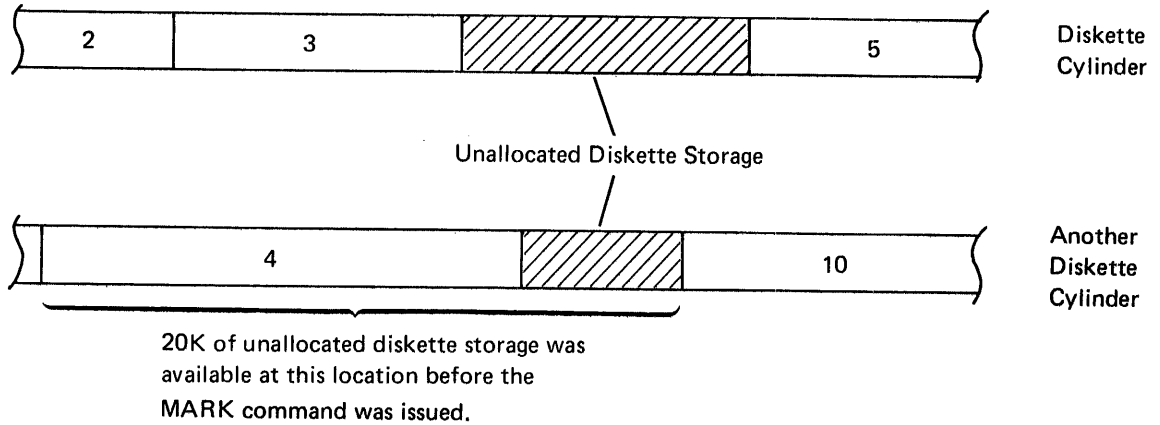 2 3 5
Diskette
Cylinder
Unallocated Diskette Storage
4 10
Another
Diskette
Cylinder
20K of unallocated diskette storage was
available at this location before the
MARK command was issued.